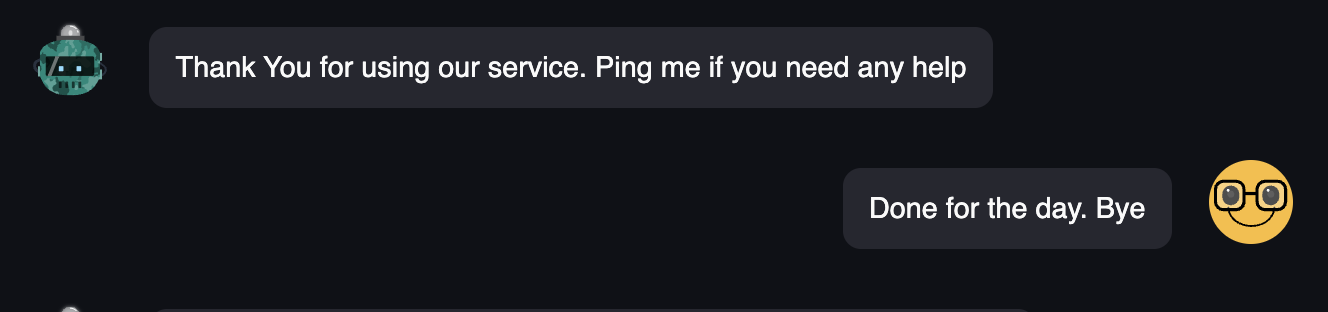 Thank You for using our service. Ping me if you need any help
Done for the day. Bye